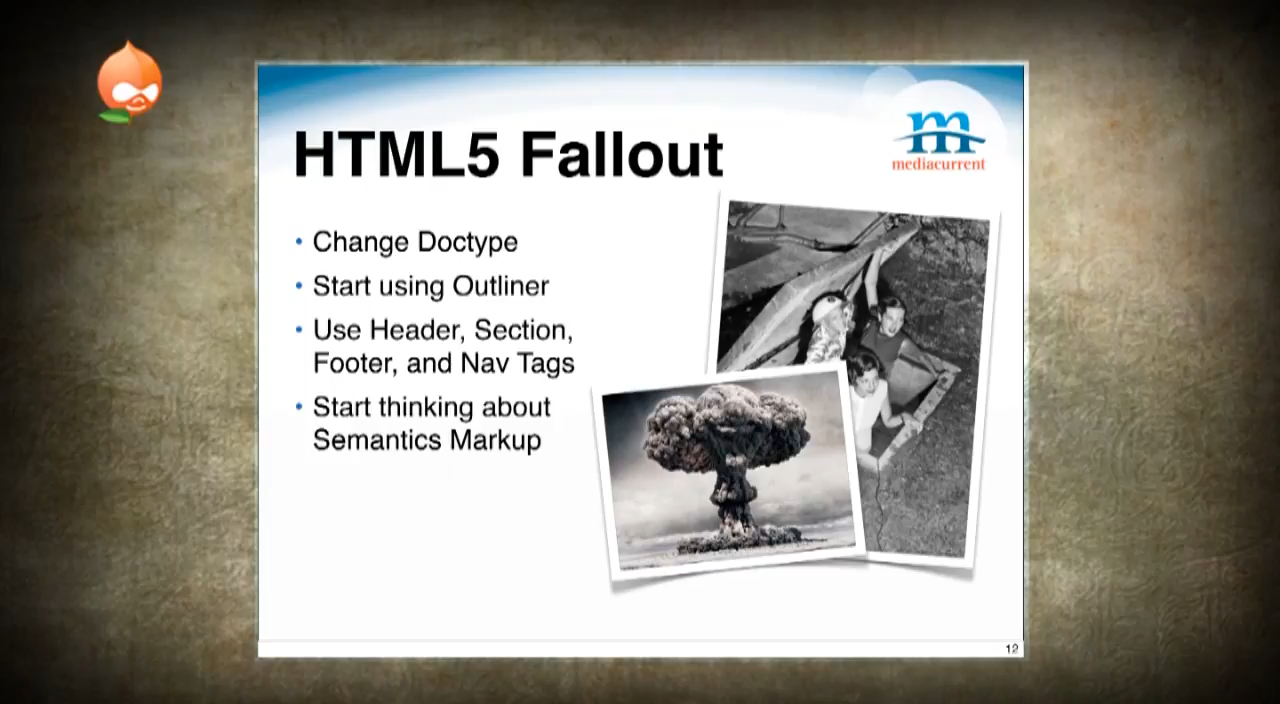 HTML5 Fallout
m
mediacurrent
• Change Doctype
• Start using Outliner
• Use Header, Section,
Footer, and Nav Tags
• Start thinking about
Semantics Markup
12